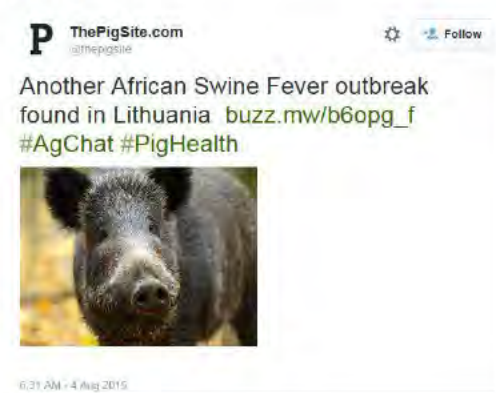 P
ThePigSite.com
@thepigsite
Follow
Another African Swine Fever outbreak
found in Lithuania buzz.mw/b6opg_f
#AgChat #PigHealth
6:31 AM - 4 Aug 2015